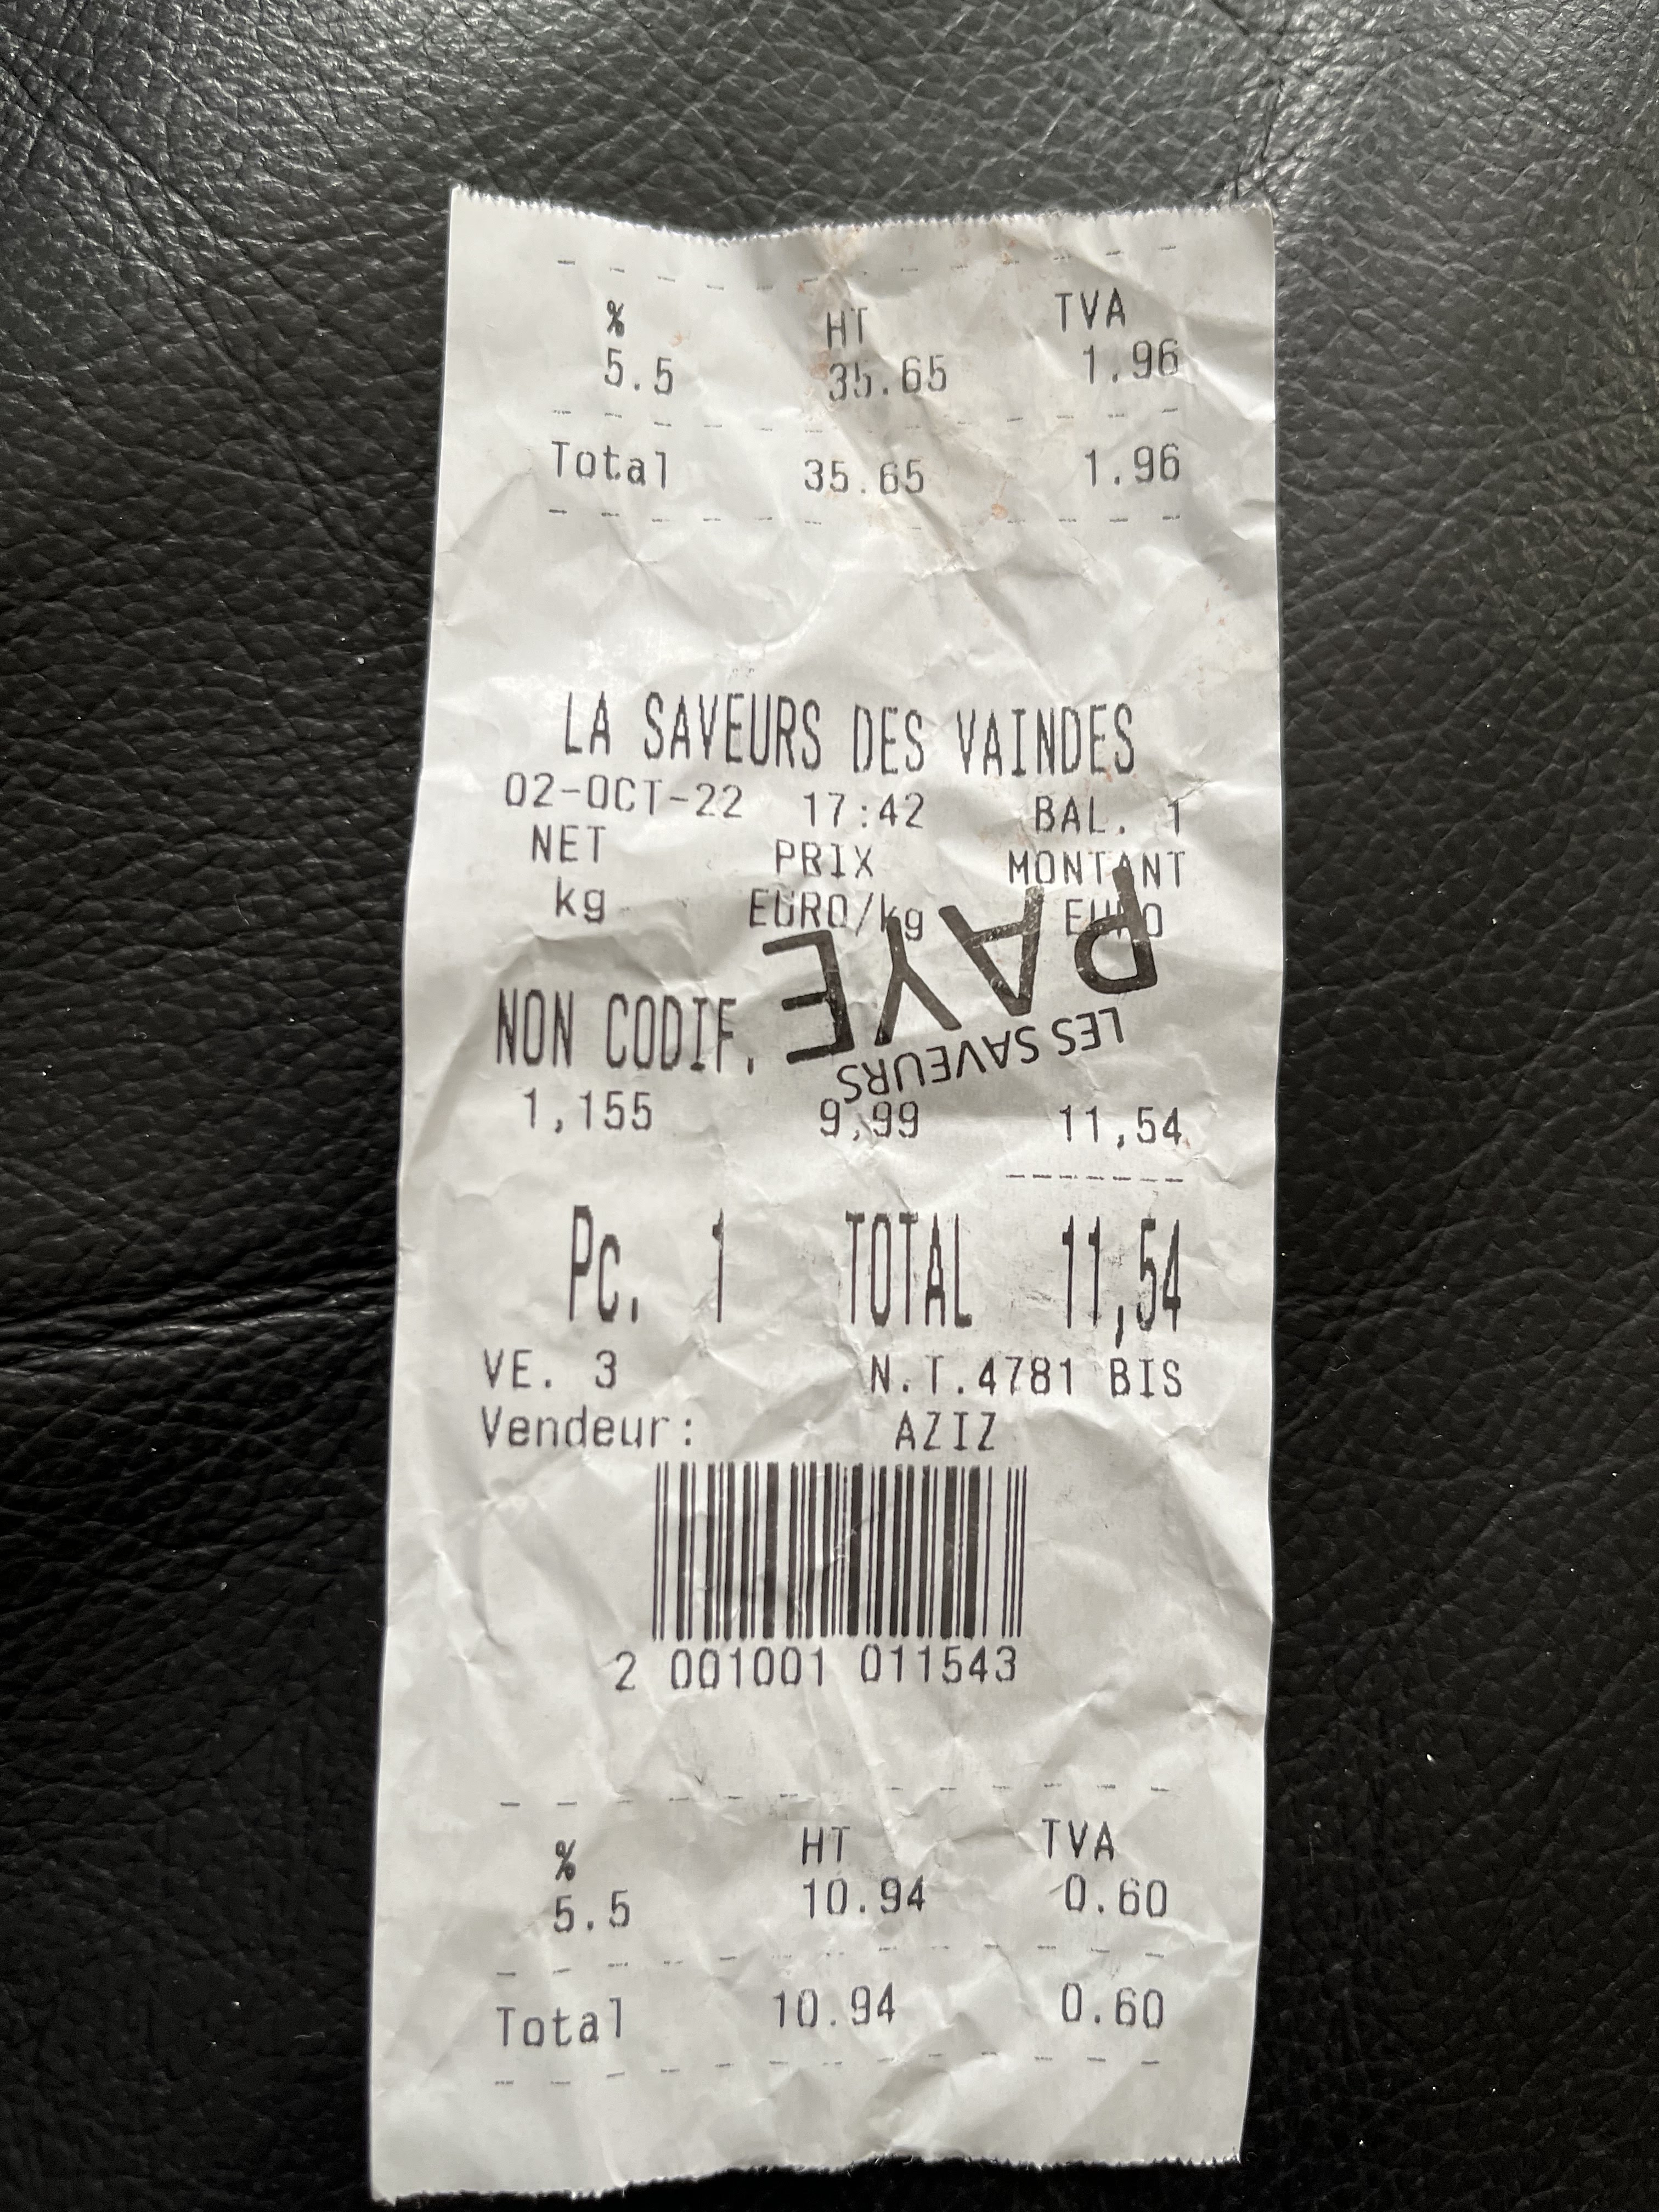 % HT TVA
5.5 35.65 1.96
Total 35.65 1.96
LA SAVEURS DES VAINDES
02-OCT-22 17:42 BAL. 1
NET PRIX MONTANT
kg EURO/kg EURO
PAYE
LES SAVEURS
NON CODIF.
1,155 9,99 11,54
Pc. 1 TOTAL 11,54
VE. 3 N.T.4781 BIS
Vendeur: AZIZ
2 001001 011543
% HT TVA
5.5 10.94 0.60
Total 10.94 0.60